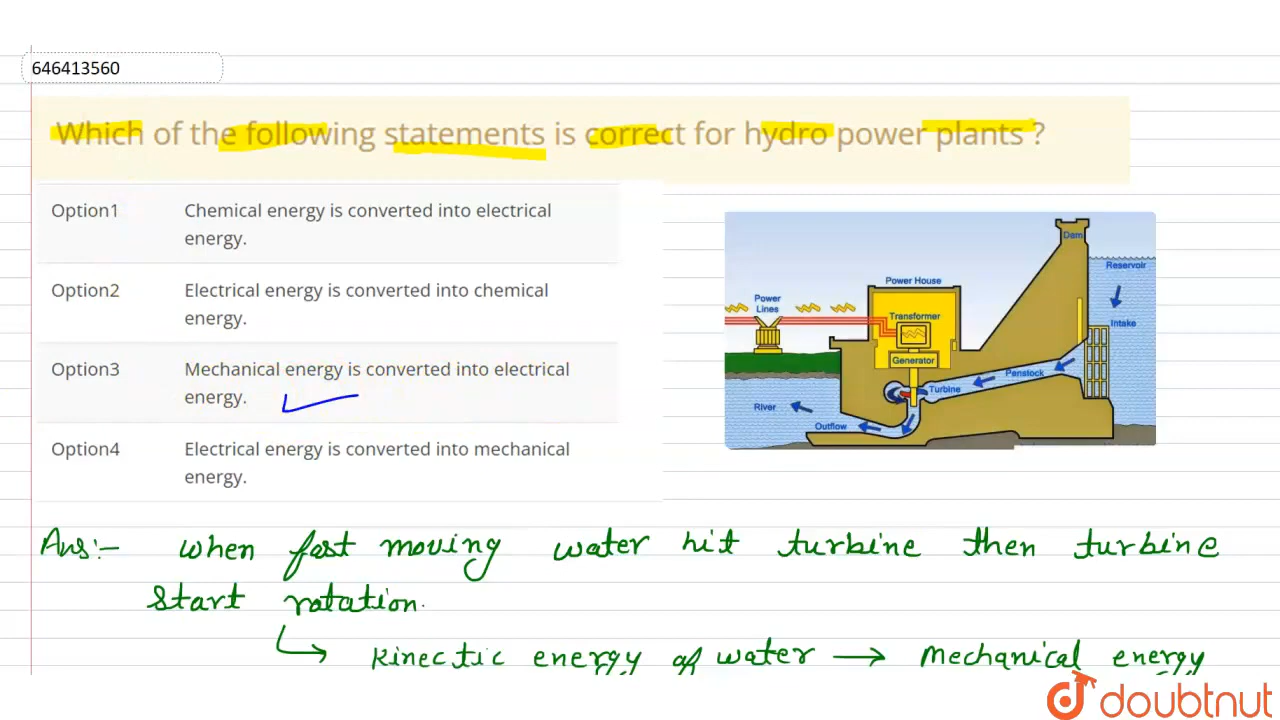 646413560
Which of the following statements is correct for hydro power plants ?
Option1 Chemical energy is converted into electrical
energy.
Option2 Electrical energy is converted into chemical
energy.
Option3 Mechanical energy is converted into electrical
energy.
Option4 Electrical energy is converted into mechanical
energy.
Dam
Reservoir
Power House
Power
Lines
Transformer
Intake
Generator
Penstock
Turbine
River
Outflow
Ans:- when fast moving water hit turbine then turbine
start rotation.
Kinectic energy of water → Mechanical energy
doubtnut